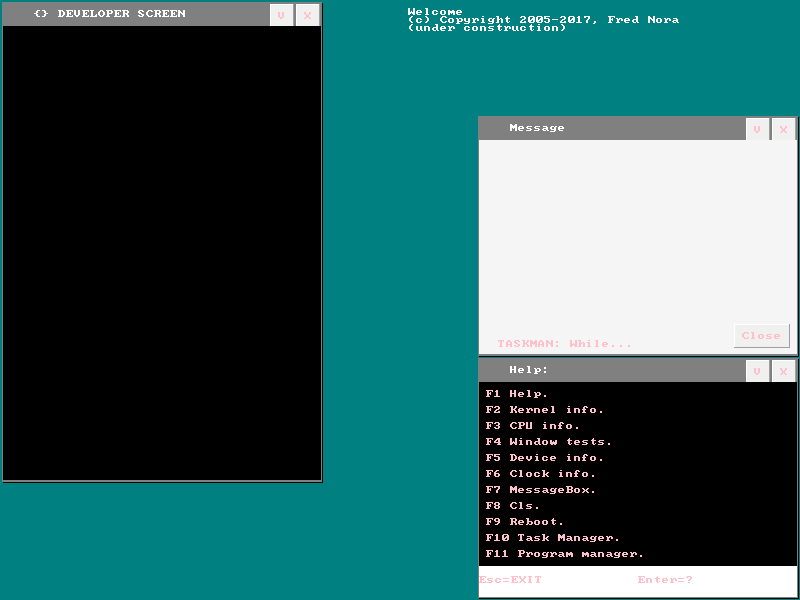 {} DEVELOPER SCREEN V X
Welcome
(c) Copyright 2005-2017, Fred Nora
(under construction)
Message V X
TASKMAN: While...
Close
Help: V X
F1 Help.
F2 Kernel info.
F3 CPU info.
F4 Window tests.
F5 Device info.
F6 Clock info.
F7 MessageBox.
F8 Cls.
F9 Reboot.
F10 Task Manager.
F11 Program manager.
Esc=EXIT Enter=?